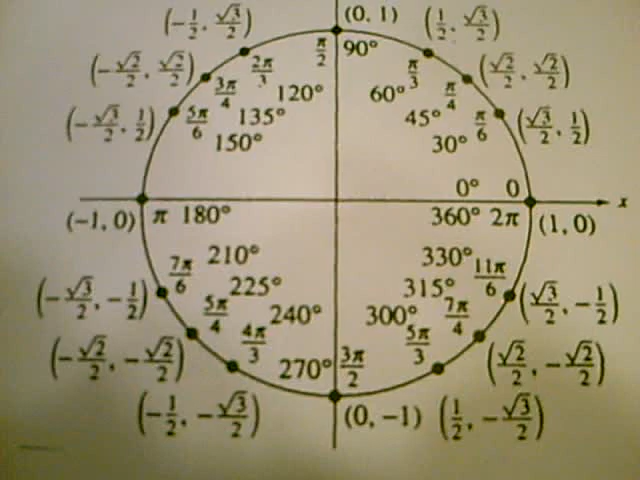 (-1/2, √3/2) (0, 1) (1/2, √3/2)
(-√2/2, √2/2) 2π/3 π/2 90° π/3 (√2/2, √2/2)
3π/4 120° 60° π/4
(-√3/2, 1/2) 5π/6 135° 45° π/6 (√3/2, 1/2)
150° 30°
0° 0 x
(-1, 0) π 180° 360° 2π (1, 0)
7π/6 210° 330° 11π/6
(-√3/2, -1/2) 225° 315° (√3/2, -1/2)
5π/4 240° 300° 7π/4
(-√2/2, -√2/2) 4π/3 270° 3π/2 5π/3 (√2/2, -√2/2)
(-1/2, -√3/2) (0, -1) (1/2, -√3/2)